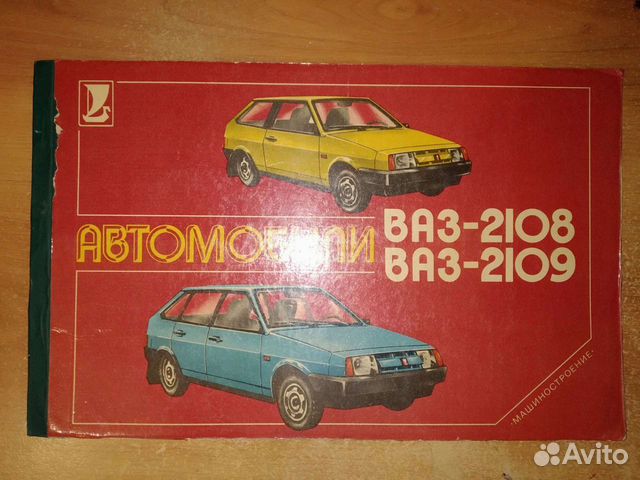 АВТОМОБИЛИ
ВАЗ-2108
ВАЗ-2109
·МАШИНОСТРОЕНИЕ·
Avito